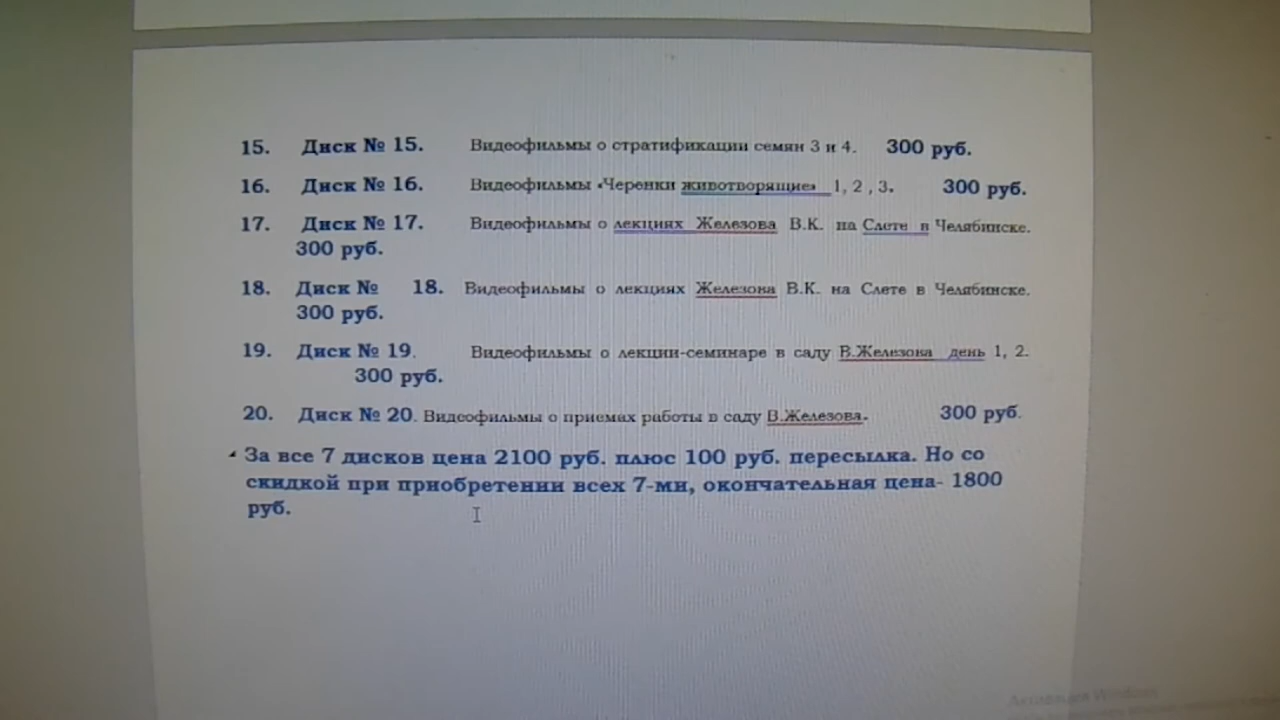 15. Диск № 15. Видеофильмы о стратификации семян 3 и 4. 300 руб.
16. Диск № 16. Видеофильмы «Черенки животворящие» 1, 2 , 3. 300 руб.
17. Диск № 17. Видеофильмы о лекциях Железова В.К. на Слете в Челябинске.
300 руб.
18. Диск № 18. Видеофильмы о лекциях Железова В.К. на Слете в Челябинске.
300 руб.
19. Диск № 19. Видеофильмы о лекции-семинаре в саду В.Железова день 1, 2.
300 руб.
20. Диск № 20. Видеофильмы о приемах работы в саду В.Железова. 300 руб.
За все 7 дисков цена 2100 руб. плюс 100 руб. пересылка. Но со
скидкой при приобретении всех 7-ми, окончательная цена- 1800
руб.
Активация Windows